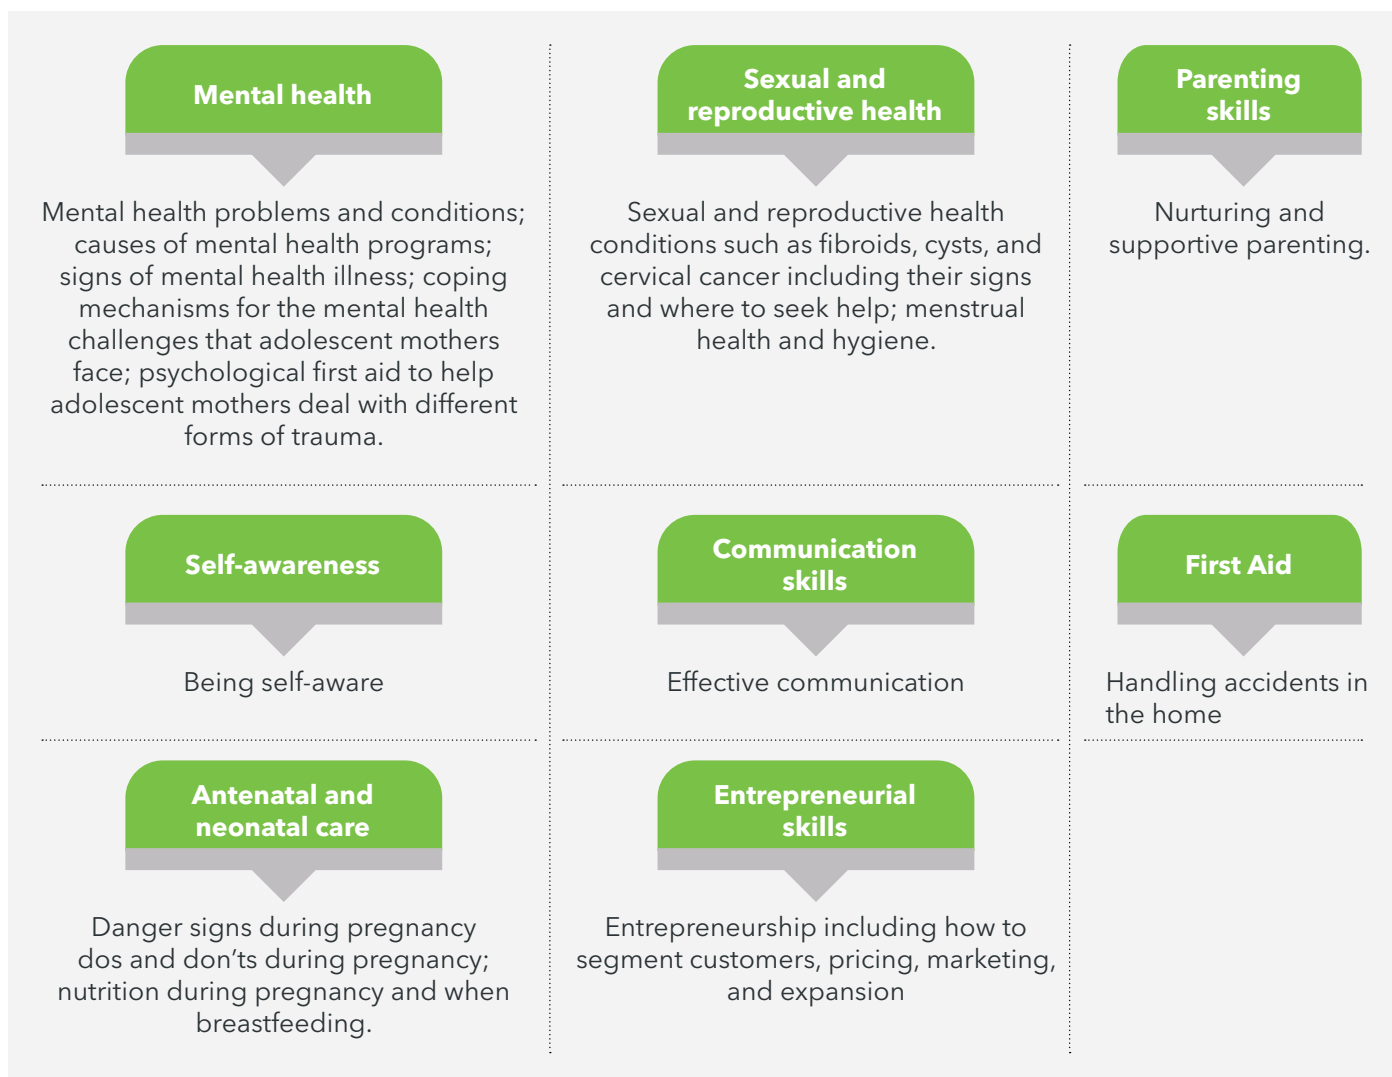 Mental health
Mental health problems and conditions;
causes of mental health programs;
signs of mental health illness; coping
mechanisms for the mental health
challenges that adolescent mothers
face; psychological first aid to help
adolescent mothers deal with different
forms of trauma.
Sexual and
reproductive health
Sexual and reproductive health
conditions such as fibroids, cysts, and
cervical cancer including their signs
and where to seek help; menstrual
health and hygiene.
Parenting
skills
Nurturing and
supportive parenting.
Self-awareness
Being self-aware
Communication
skills
Effective communication
First Aid
Handling accidents in
the home
Antenatal and
neonatal care
Danger signs during pregnancy
dos and don’ts during pregnancy;
nutrition during pregnancy and when
breastfeeding.
Entrepreneurial
skills
Entrepreneurship including how to
segment customers, pricing, marketing,
and expansion